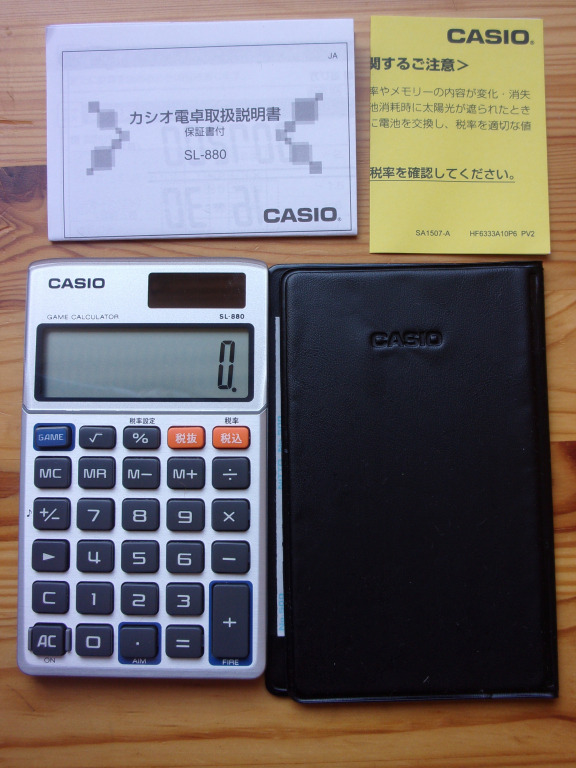 JA
カシオ電卓取扱説明書
保証書付
SL-880
CASIO®
CASIO®
関するご注意＞
率やメモリーの内容が変化・消失
池消耗時に太陽光が遮られたとき
に電池を交換し、税率を適切な値
税率を確認してください。
SA1507-A HF6333A10P6 PV2
CASIO
GAME CALCULATOR SL-880
0.
税率設定 税率
GAME √ % 税抜 税込
MC MR M− M+ ÷
♪ +/− 7 8 9 ×
► 4 5 6 −
C 1 2 3 +
AC 0 . =
ON AIM FIRE
CASIO